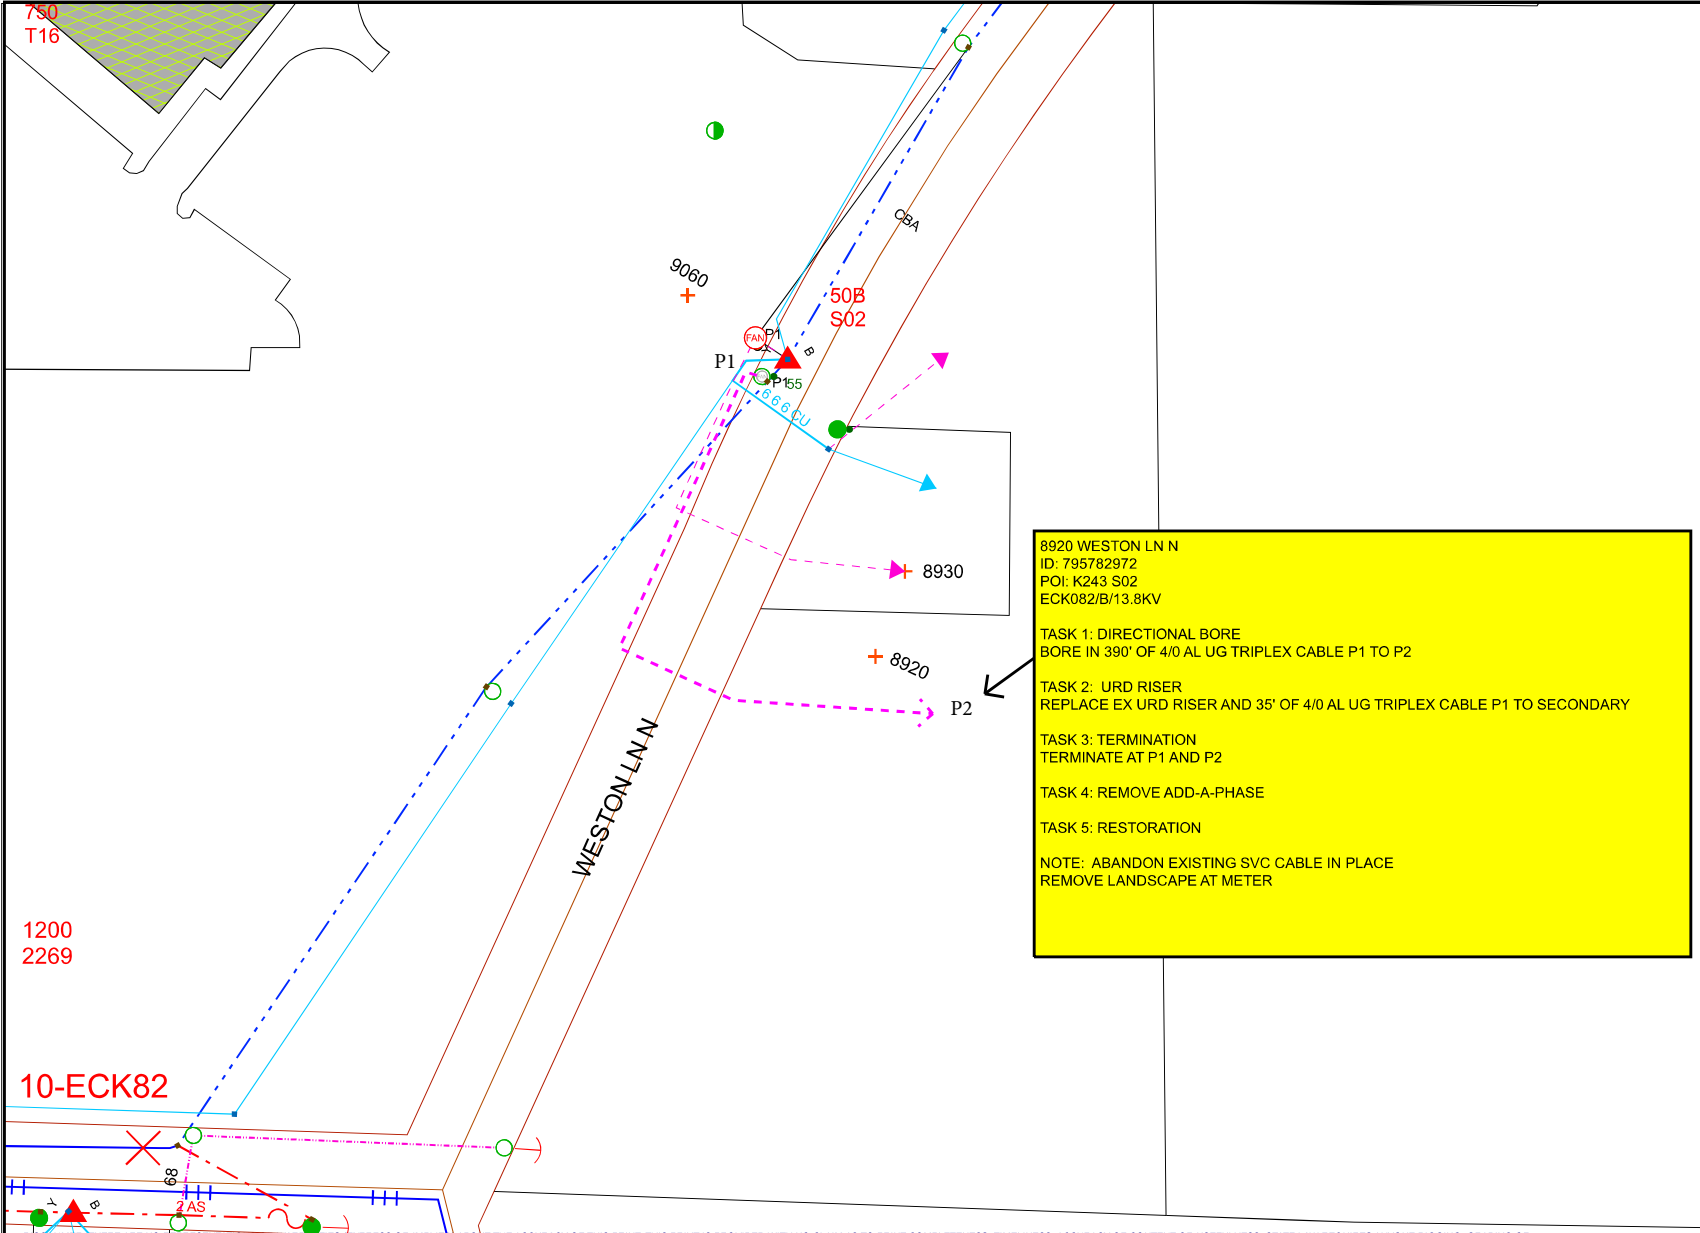 750
T16
CBA
9060
50B
S02
FAN
P1
B
P1
P1
55
6 6 6 CU
8930
8920
P2
WESTON LN N
8920 WESTON LN N
ID: 795782972
POI: K243 S02
ECK082/B/13.8KV
TASK 1: DIRECTIONAL BORE
BORE IN 390' OF 4/0 AL UG TRIPLEX CABLE P1 TO P2
TASK 2: URD RISER
REPLACE EX URD RISER AND 35' OF 4/0 AL UG TRIPLEX CABLE P1 TO SECONDARY
TASK 3: TERMINATION
TERMINATE AT P1 AND P2
TASK 4: REMOVE ADD-A-PHASE
TASK 5: RESTORATION
NOTE: ABANDON EXISTING SVC CABLE IN PLACE
REMOVE LANDSCAPE AT METER
1200
2269
10-ECK82
68
Y
B
2 AS